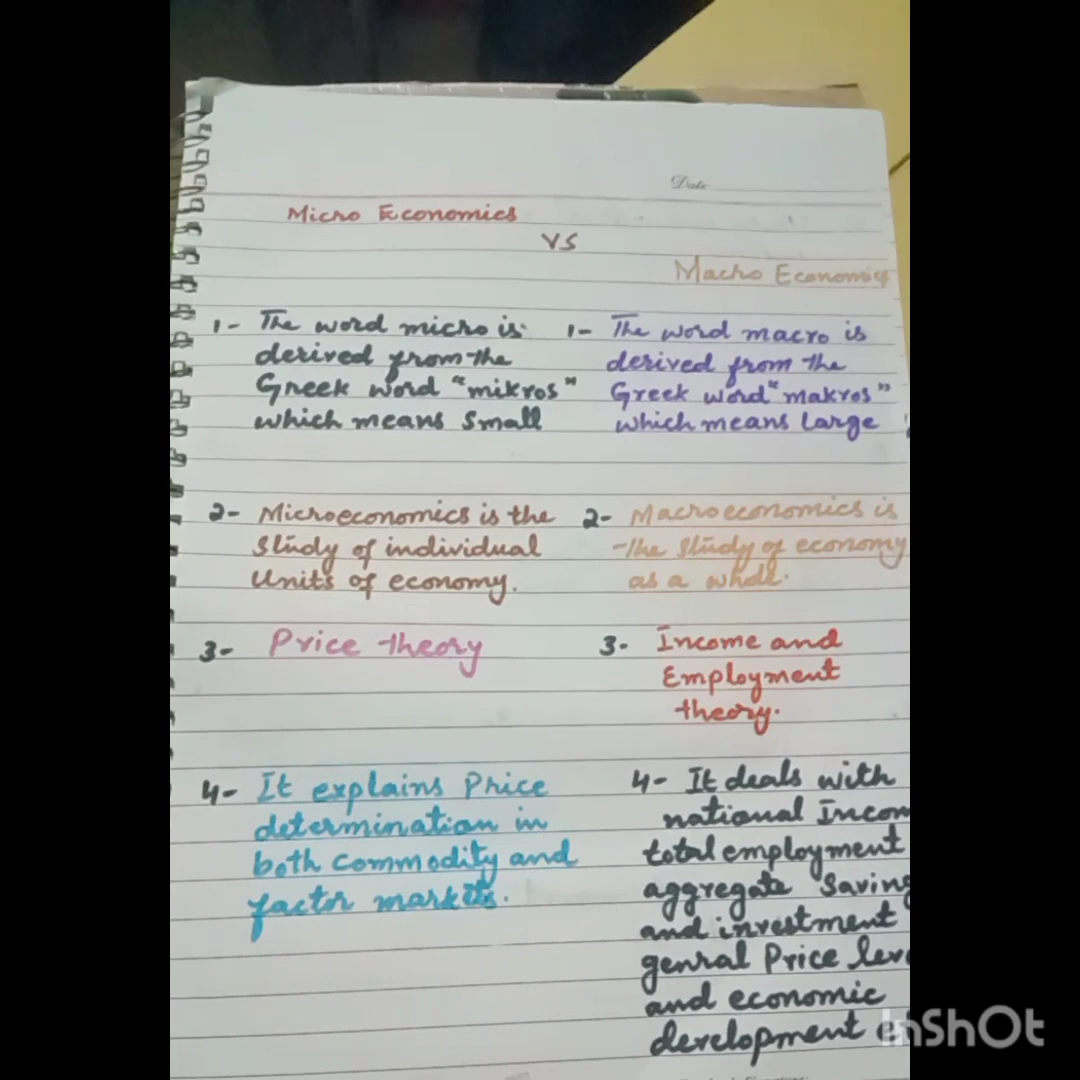 Date
Micro Economics
VS
Macro Economics
1- The word micro is
derived from the
Greek word "mikros"
which means small
1- The word macro is
derived from the
Greek word "makros"
which means large
2- Microeconomics is the
study of individual
units of economy.
2- Macroeconomics is
the study of economy
as a whole.
3- Price theory
3- Income and
Employment
theory.
4- It explains Price
determination in
both commodity and
factor markets.
4- It deals with
national Incom
total employment
aggregate Saving
and investment
genral Price lev
and economic
development
InShOt